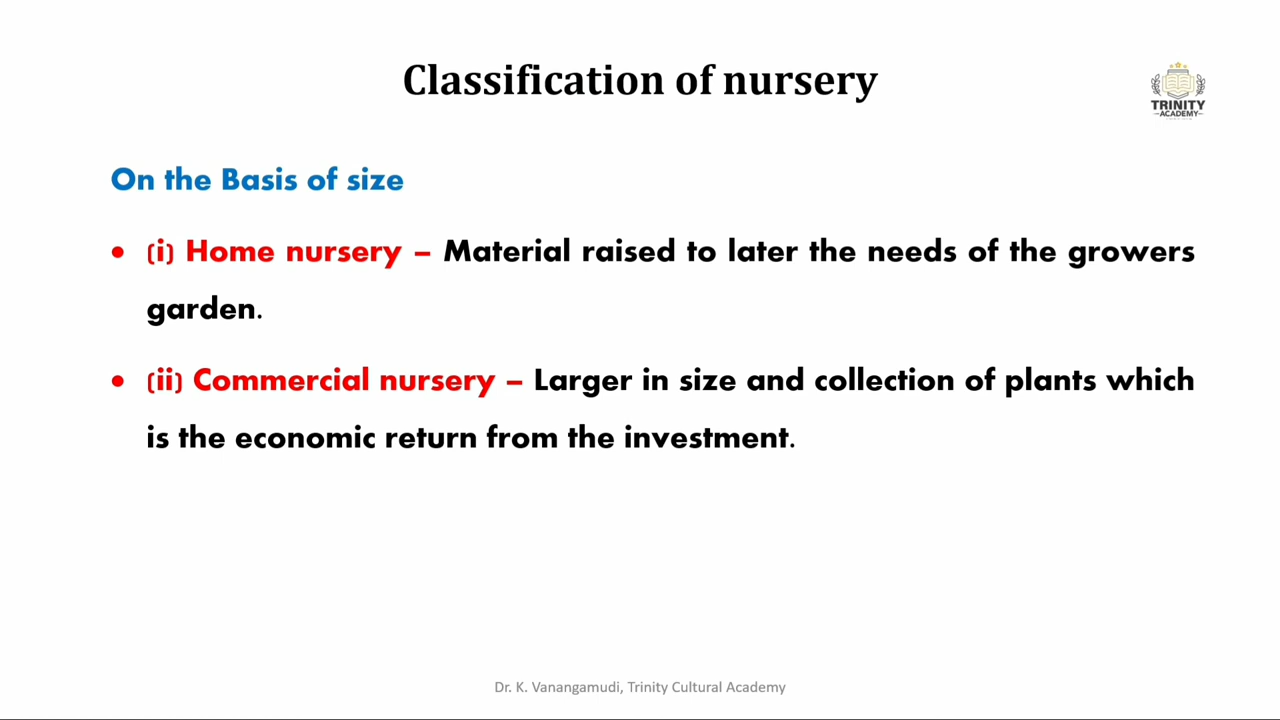 Classification of nursery
TRINITY
ACADEMY
On the Basis of size
• (i) Home nursery – Material raised to later the needs of the growers
garden.
• (ii) Commercial nursery – Larger in size and collection of plants which
is the economic return from the investment.
Dr. K. Vanangamudi, Trinity Cultural Academy